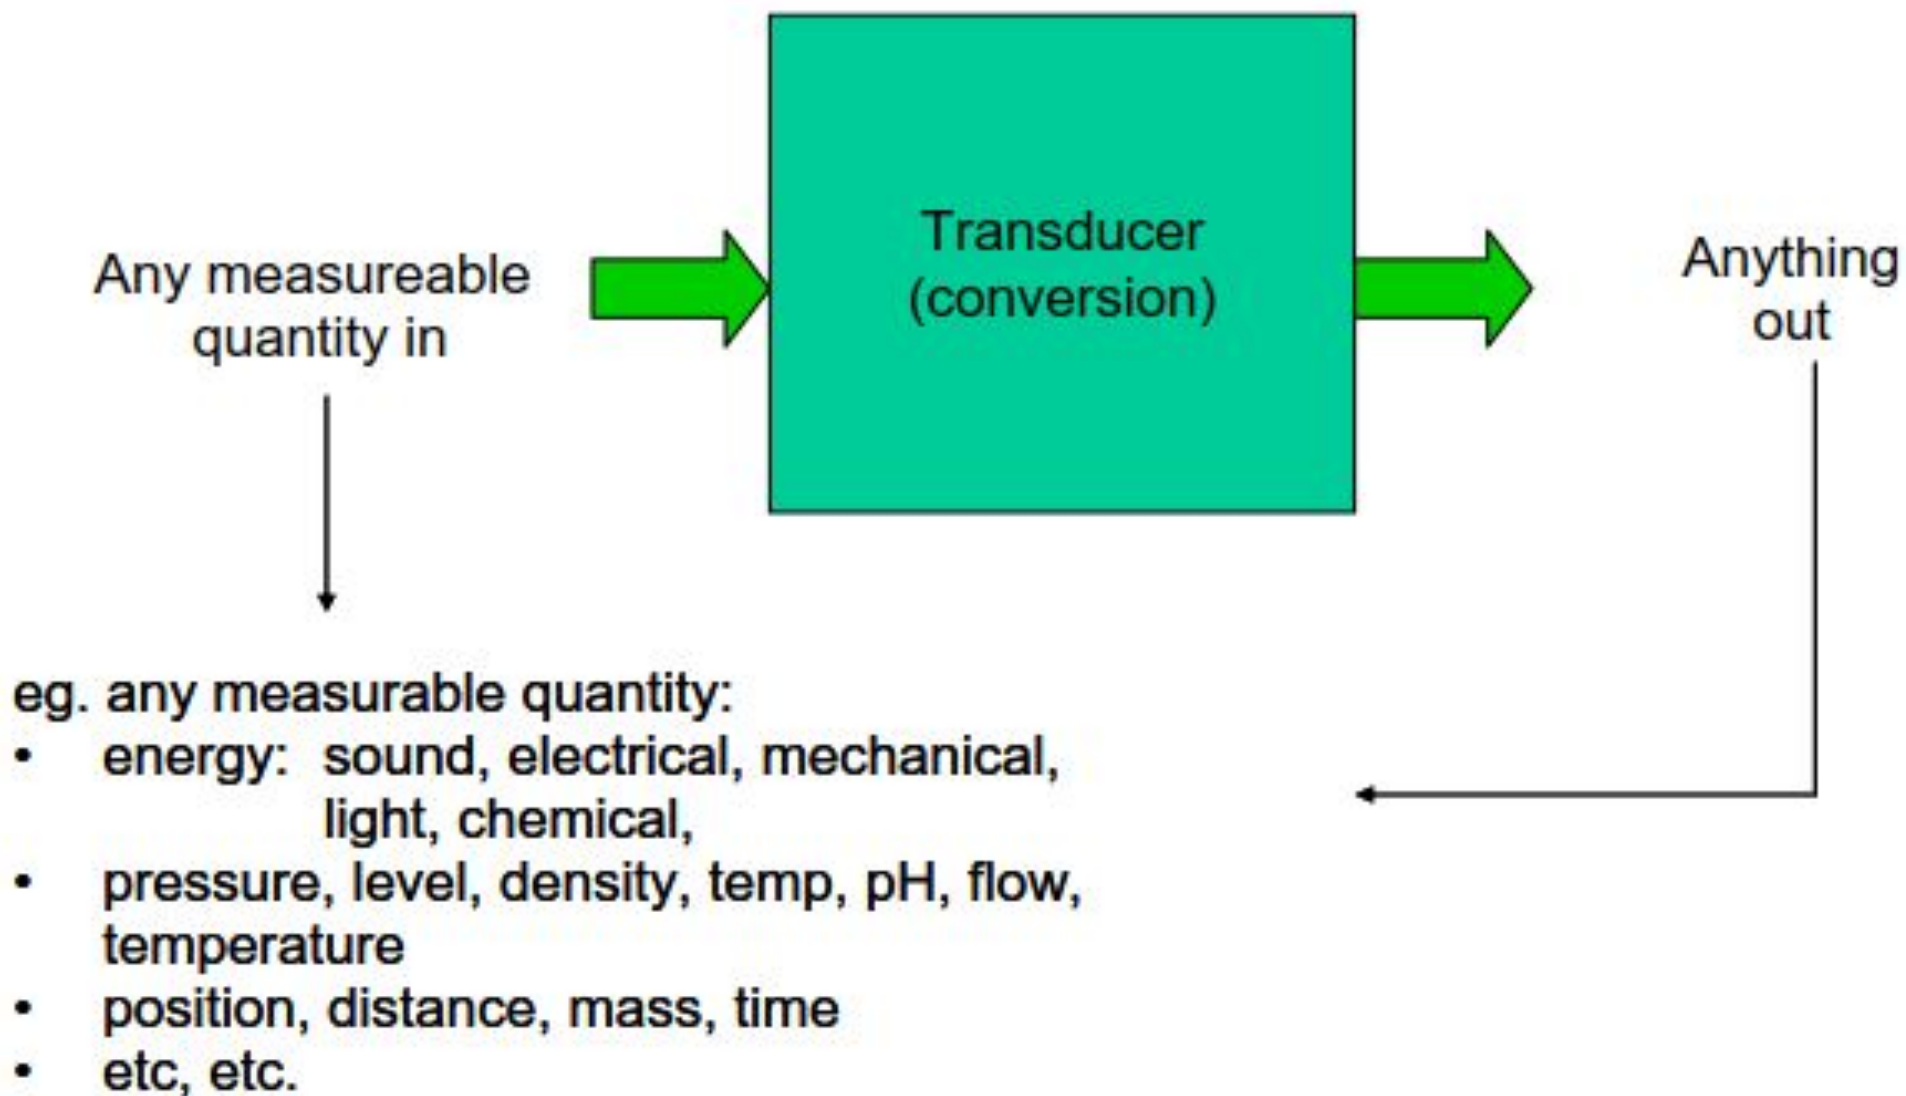 Any measureable
quantity in
Transducer
(conversion)
Anything
out
eg. any measurable quantity:
• energy: sound, electrical, mechanical,
light, chemical,
• pressure, level, density, temp, pH, flow,
temperature
• position, distance, mass, time
• etc, etc.